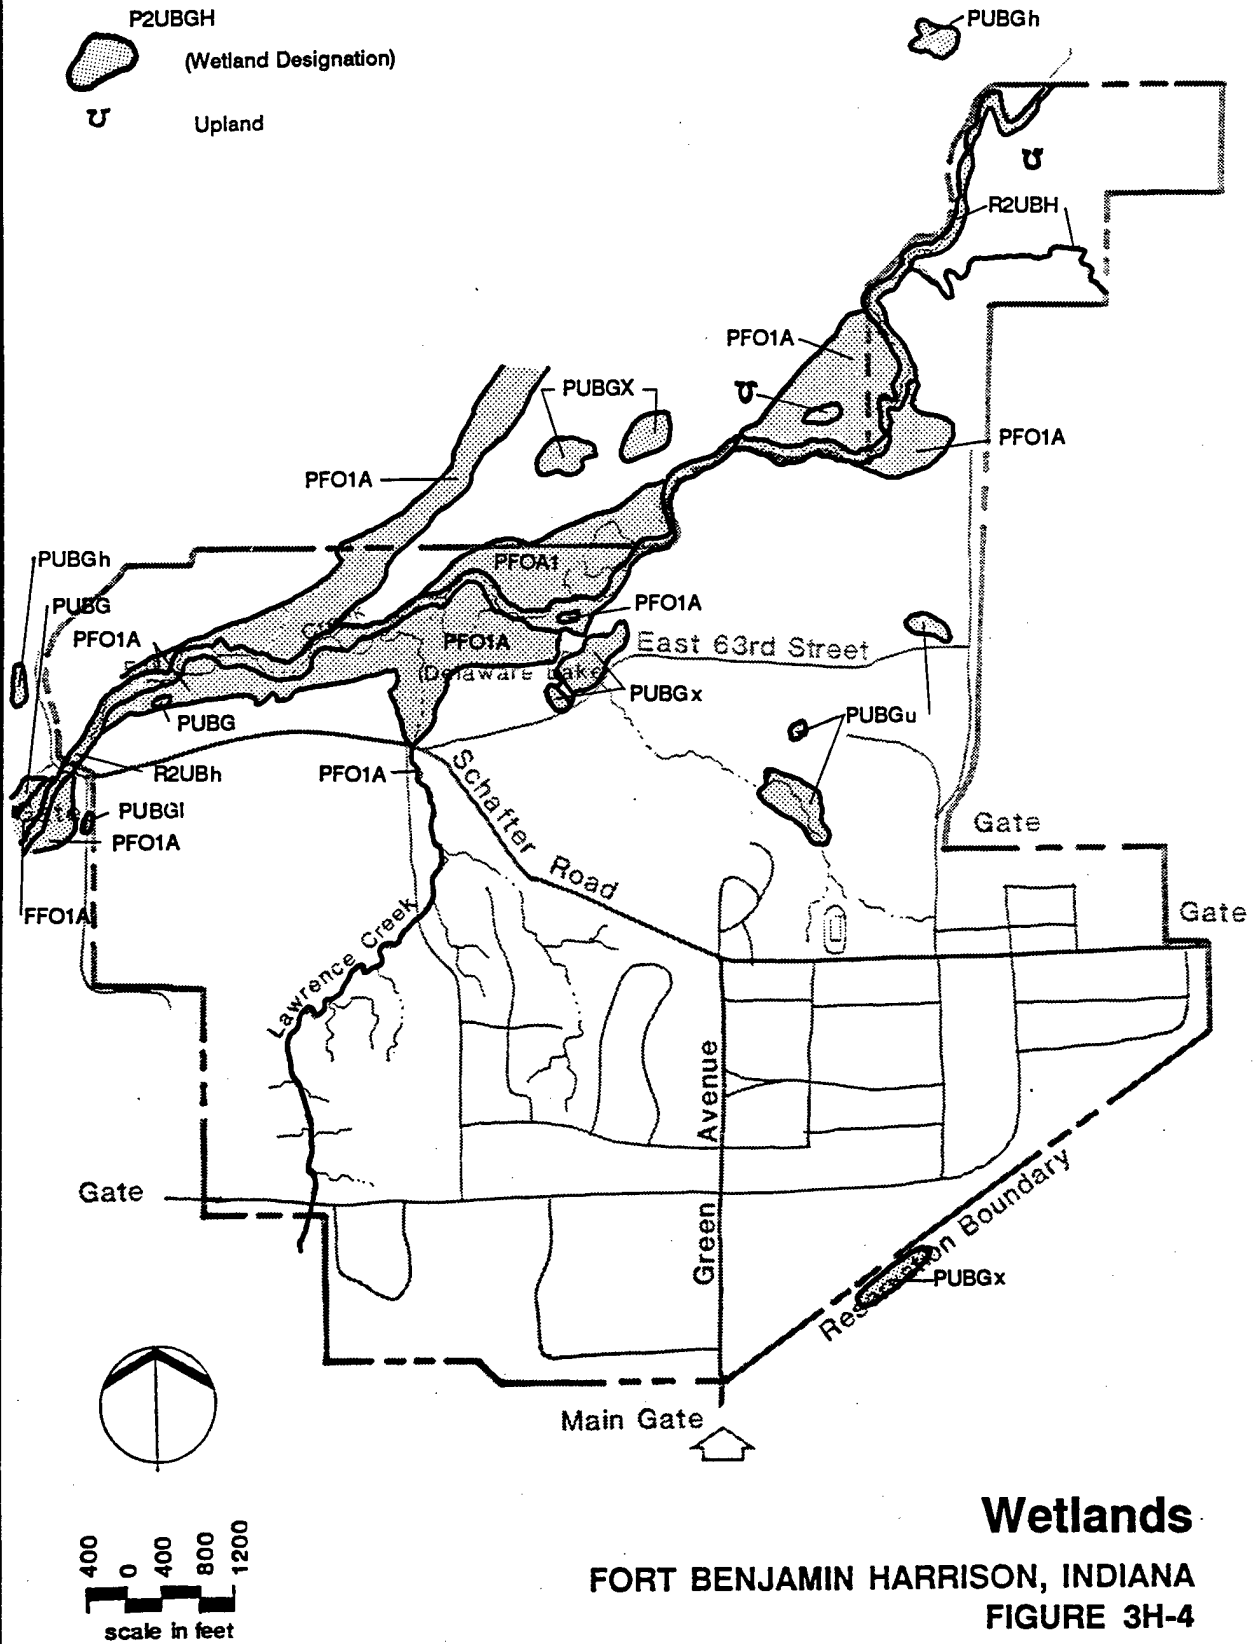 P2UBGH
(Wetland Designation)
Upland
PUBGh
R2UBH
PFO1A
PUBGX
PFO1A
PFO1A
PUBGh
PFOA1
PUBG
PFO1A
PFO1A
PFO1A
East 63rd Street
(Delaware Lake
PUBGx
PUBG
PUBGu
R2UBh
PFO1A
Schafter Road
PUBGI
PFO1A
Gate
Gate
FFO1A
Lawrence Creek
Green Avenue
Gate
Reservation Boundary
PUBGx
Main Gate
Wetlands
FORT BENJAMIN HARRISON, INDIANA
FIGURE 3H-4
400 0 400 800 1200
scale in feet